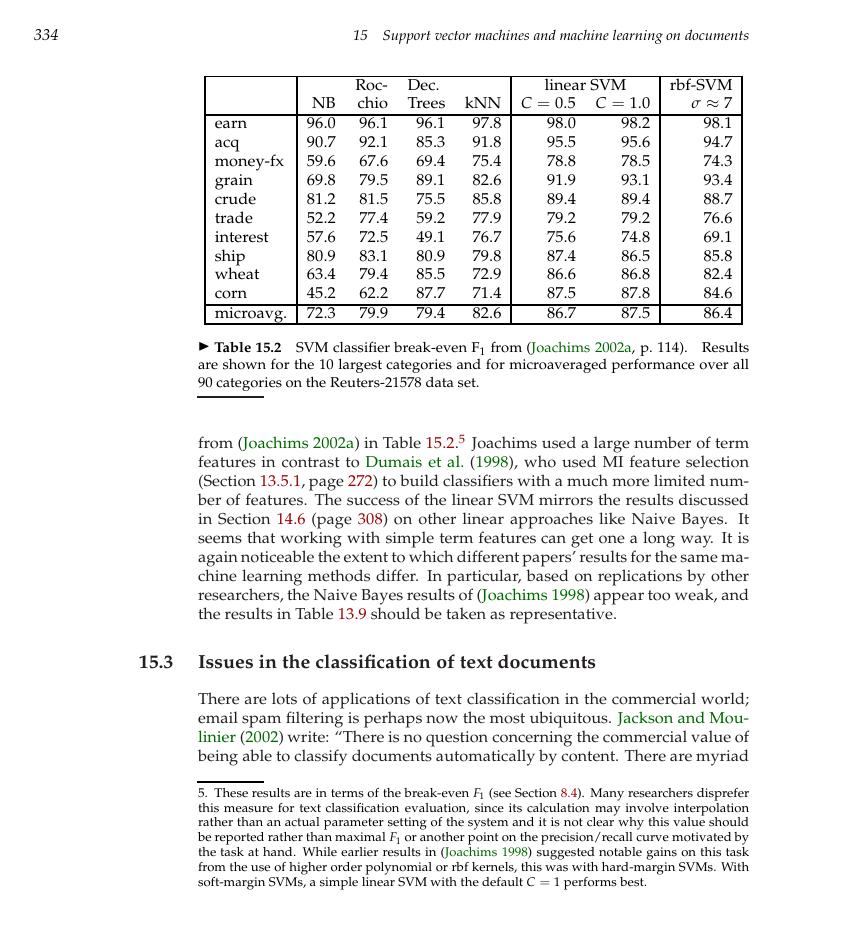 334
15 Support vector machines and machine learning on documents
Roc- Dec. linear SVM rbf-SVM
NB chio Trees kNN C = 0.5 C = 1.0 σ ≈ 7
earn 96.0 96.1 96.1 97.8 98.0 98.2 98.1
acq 90.7 92.1 85.3 91.8 95.5 95.6 94.7
money-fx 59.6 67.6 69.4 75.4 78.8 78.5 74.3
grain 69.8 79.5 89.1 82.6 91.9 93.1 93.4
crude 81.2 81.5 75.5 85.8 89.4 89.4 88.7
trade 52.2 77.4 59.2 77.9 79.2 79.2 76.6
interest 57.6 72.5 49.1 76.7 75.6 74.8 69.1
ship 80.9 83.1 80.9 79.8 87.4 86.5 85.8
wheat 63.4 79.4 85.5 72.9 86.6 86.8 82.4
corn 45.2 62.2 87.7 71.4 87.5 87.8 84.6
microavg. 72.3 79.9 79.4 82.6 86.7 87.5 86.4
► Table 15.2 SVM classifier break-even F₁ from (Joachims 2002a, p. 114). Results
are shown for the 10 largest categories and for microaveraged performance over all
90 categories on the Reuters-21578 data set.
from (Joachims 2002a) in Table 15.2.⁵ Joachims used a large number of term
features in contrast to Dumais et al. (1998), who used MI feature selection
(Section 13.5.1, page 272) to build classifiers with a much more limited num-
ber of features. The success of the linear SVM mirrors the results discussed
in Section 14.6 (page 308) on other linear approaches like Naive Bayes. It
seems that working with simple term features can get one a long way. It is
again noticeable the extent to which different papers' results for the same ma-
chine learning methods differ. In particular, based on replications by other
researchers, the Naive Bayes results of (Joachims 1998) appear too weak, and
the results in Table 13.9 should be taken as representative.
15.3 Issues in the classification of text documents
There are lots of applications of text classification in the commercial world;
email spam filtering is perhaps now the most ubiquitous. Jackson and Mou-
linier (2002) write: “There is no question concerning the commercial value of
being able to classify documents automatically by content. There are myriad
5. These results are in terms of the break-even F₁ (see Section 8.4). Many researchers disprefer
this measure for text classification evaluation, since its calculation may involve interpolation
rather than an actual parameter setting of the system and it is not clear why this value should
be reported rather than maximal F₁ or another point on the precision/recall curve motivated by
the task at hand. While earlier results in (Joachims 1998) suggested notable gains on this task
from the use of higher order polynomial or rbf kernels, this was with hard-margin SVMs. With
soft-margin SVMs, a simple linear SVM with the default C = 1 performs best.